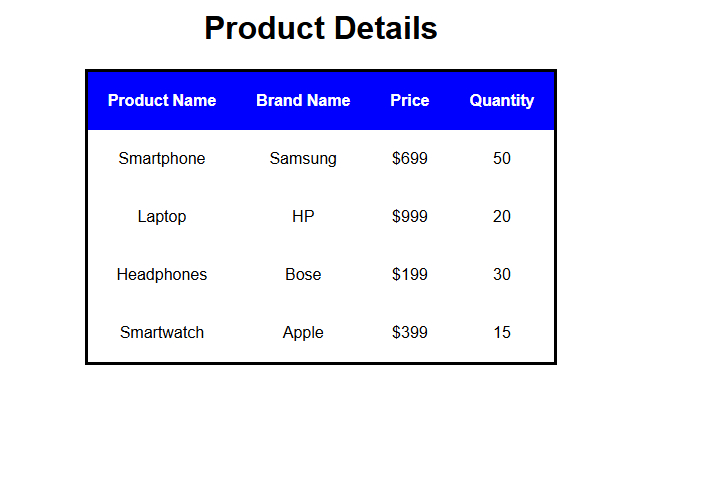 Product Details
Product Name Brand Name Price Quantity
Smartphone Samsung $699 50
Laptop HP $999 20
Headphones Bose $199 30
Smartwatch Apple $399 15